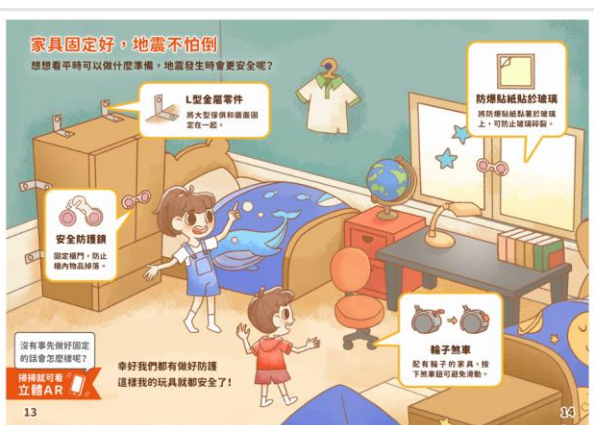 家具固定好，地震不怕倒
想想看平時可以做什麼準備，地震發生時會更安全呢？
L型金屬零件
將大型傢俱和牆面固
定在一起。
防爆貼紙貼於玻璃
將防爆貼紙黏著於玻璃
上，可防止玻璃碎裂。
安全防護鎖
固定櫃門，防止
櫃內物品掉落。
輪子煞車
配有輪子的家具，按
下煞車鈕可避免滑動。
沒有事先做好固定
的話會怎麼樣呢？
掃掃就可看
立體AR
幸好我們都有做好防護
這樣我的玩具就都安全了！
13
14